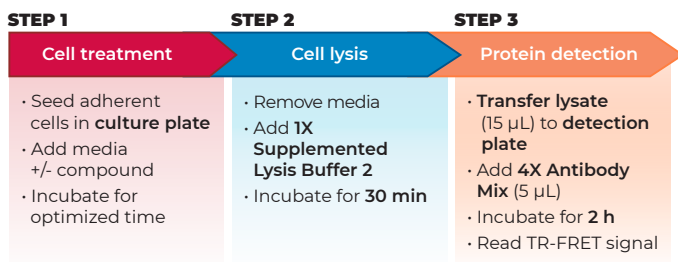 STEP 1
Cell treatment
· Seed adherent
cells in culture plate
· Add media
+/- compound
· Incubate for
optimized time
STEP 2
Cell lysis
· Remove media
· Add 1X
Supplemented
Lysis Buffer 2
· Incubate for 30 min
STEP 3
Protein detection
· Transfer lysate
(15 µL) to detection
plate
· Add 4X Antibody
Mix (5 µL)
· Incubate for 2 h
· Read TR-FRET signal